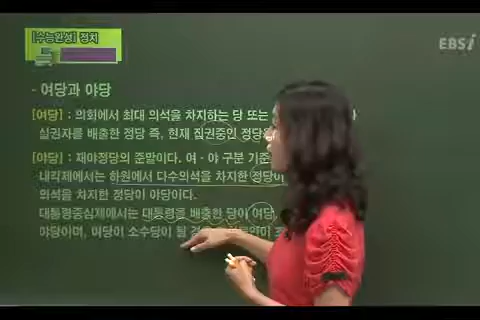 [수능완성] 정치
EBSi
- 여당과 야당
[여당] : 의회에서 최대 의석을 차지하는 당 또는
실권자를 배출한 정당 즉, 현재 집권중인 정당을
[야당] : 재야정당의 준말이다. 여 - 야 구분 기준
내각제에서는 하원에서 다수의석을 차지한 정당이
의석을 차지한 정당이 야당이다.
대통령중심제에서는 대통령을 배출한 당이 여당,
야당이며, 여당이 소수당이 될